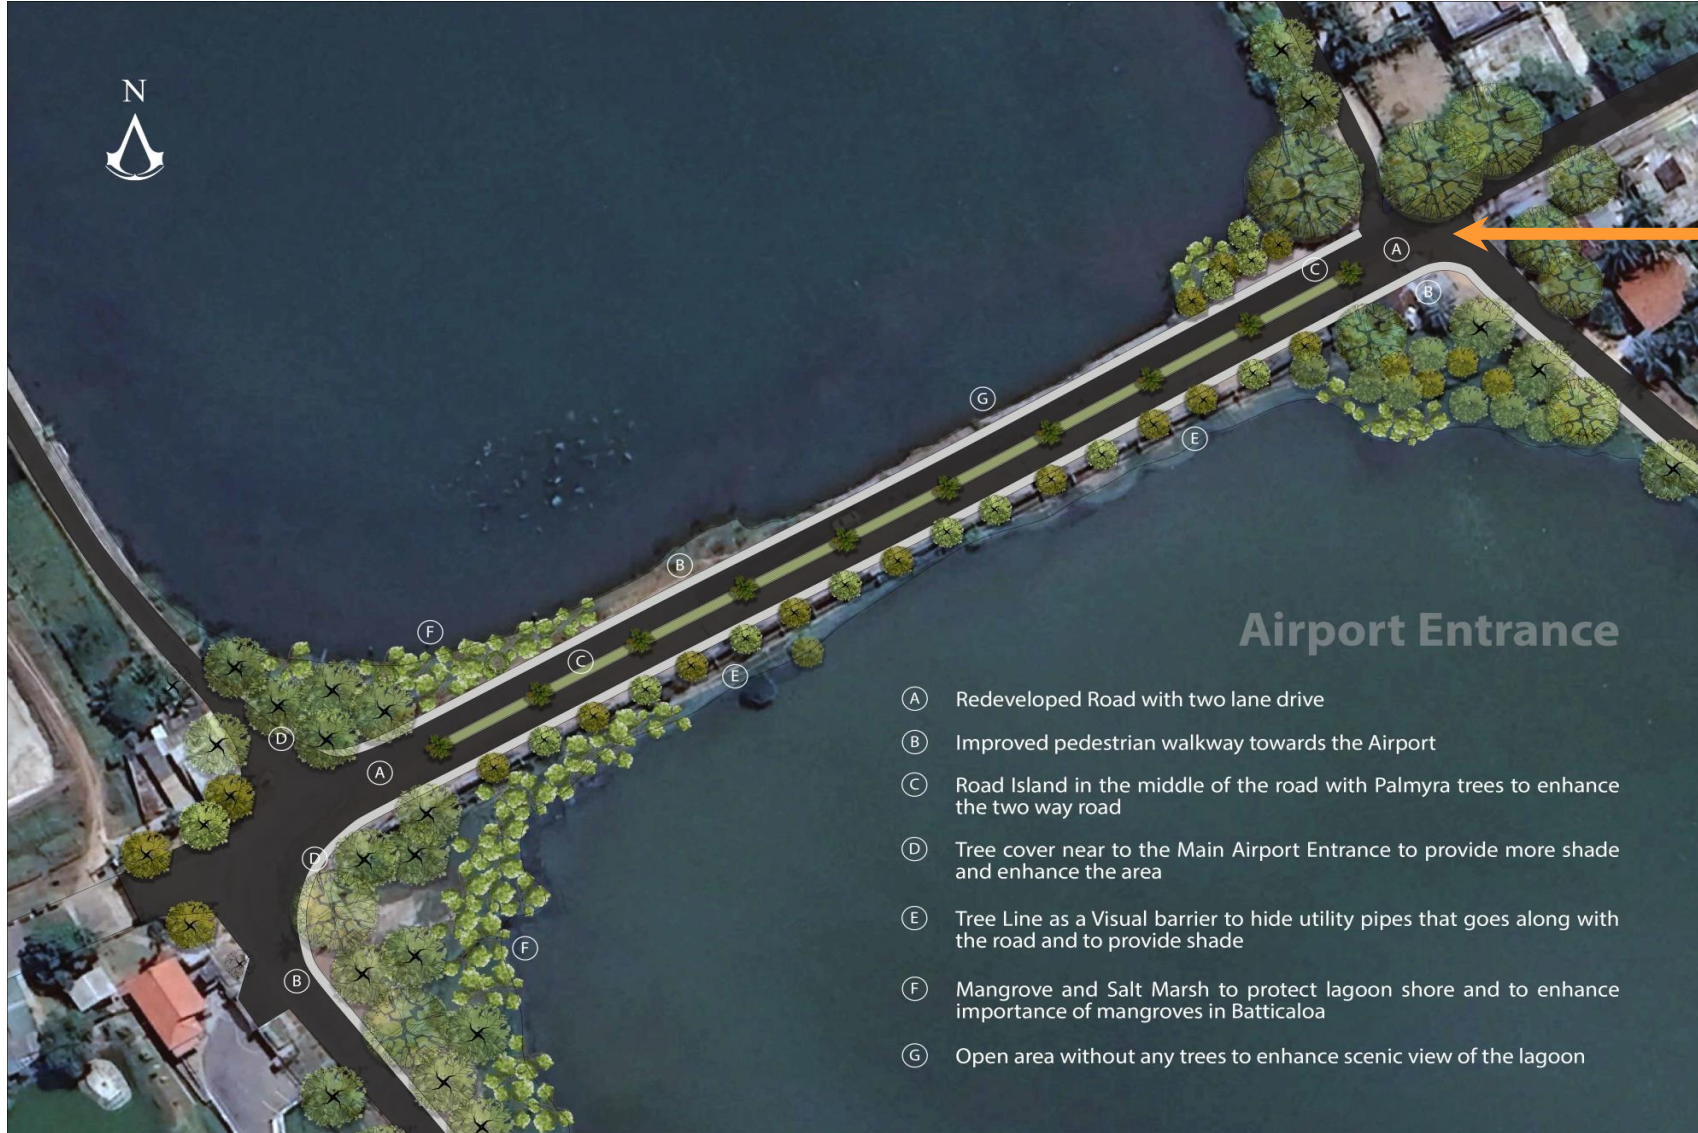 N
A
C
B
G
E
B
F
C
E
D
A
D
F
B
Airport Entrance
A Redeveloped Road with two lane drive
B Improved pedestrian walkway towards the Airport
C Road Island in the middle of the road with Palmyra trees to enhance
the two way road
D Tree cover near to the Main Airport Entrance to provide more shade
and enhance the area
E Tree Line as a Visual barrier to hide utility pipes that goes along with
the road and to provide shade
F Mangrove and Salt Marsh to protect lagoon shore and to enhance
importance of mangroves in Batticaloa
G Open area without any trees to enhance scenic view of the lagoon